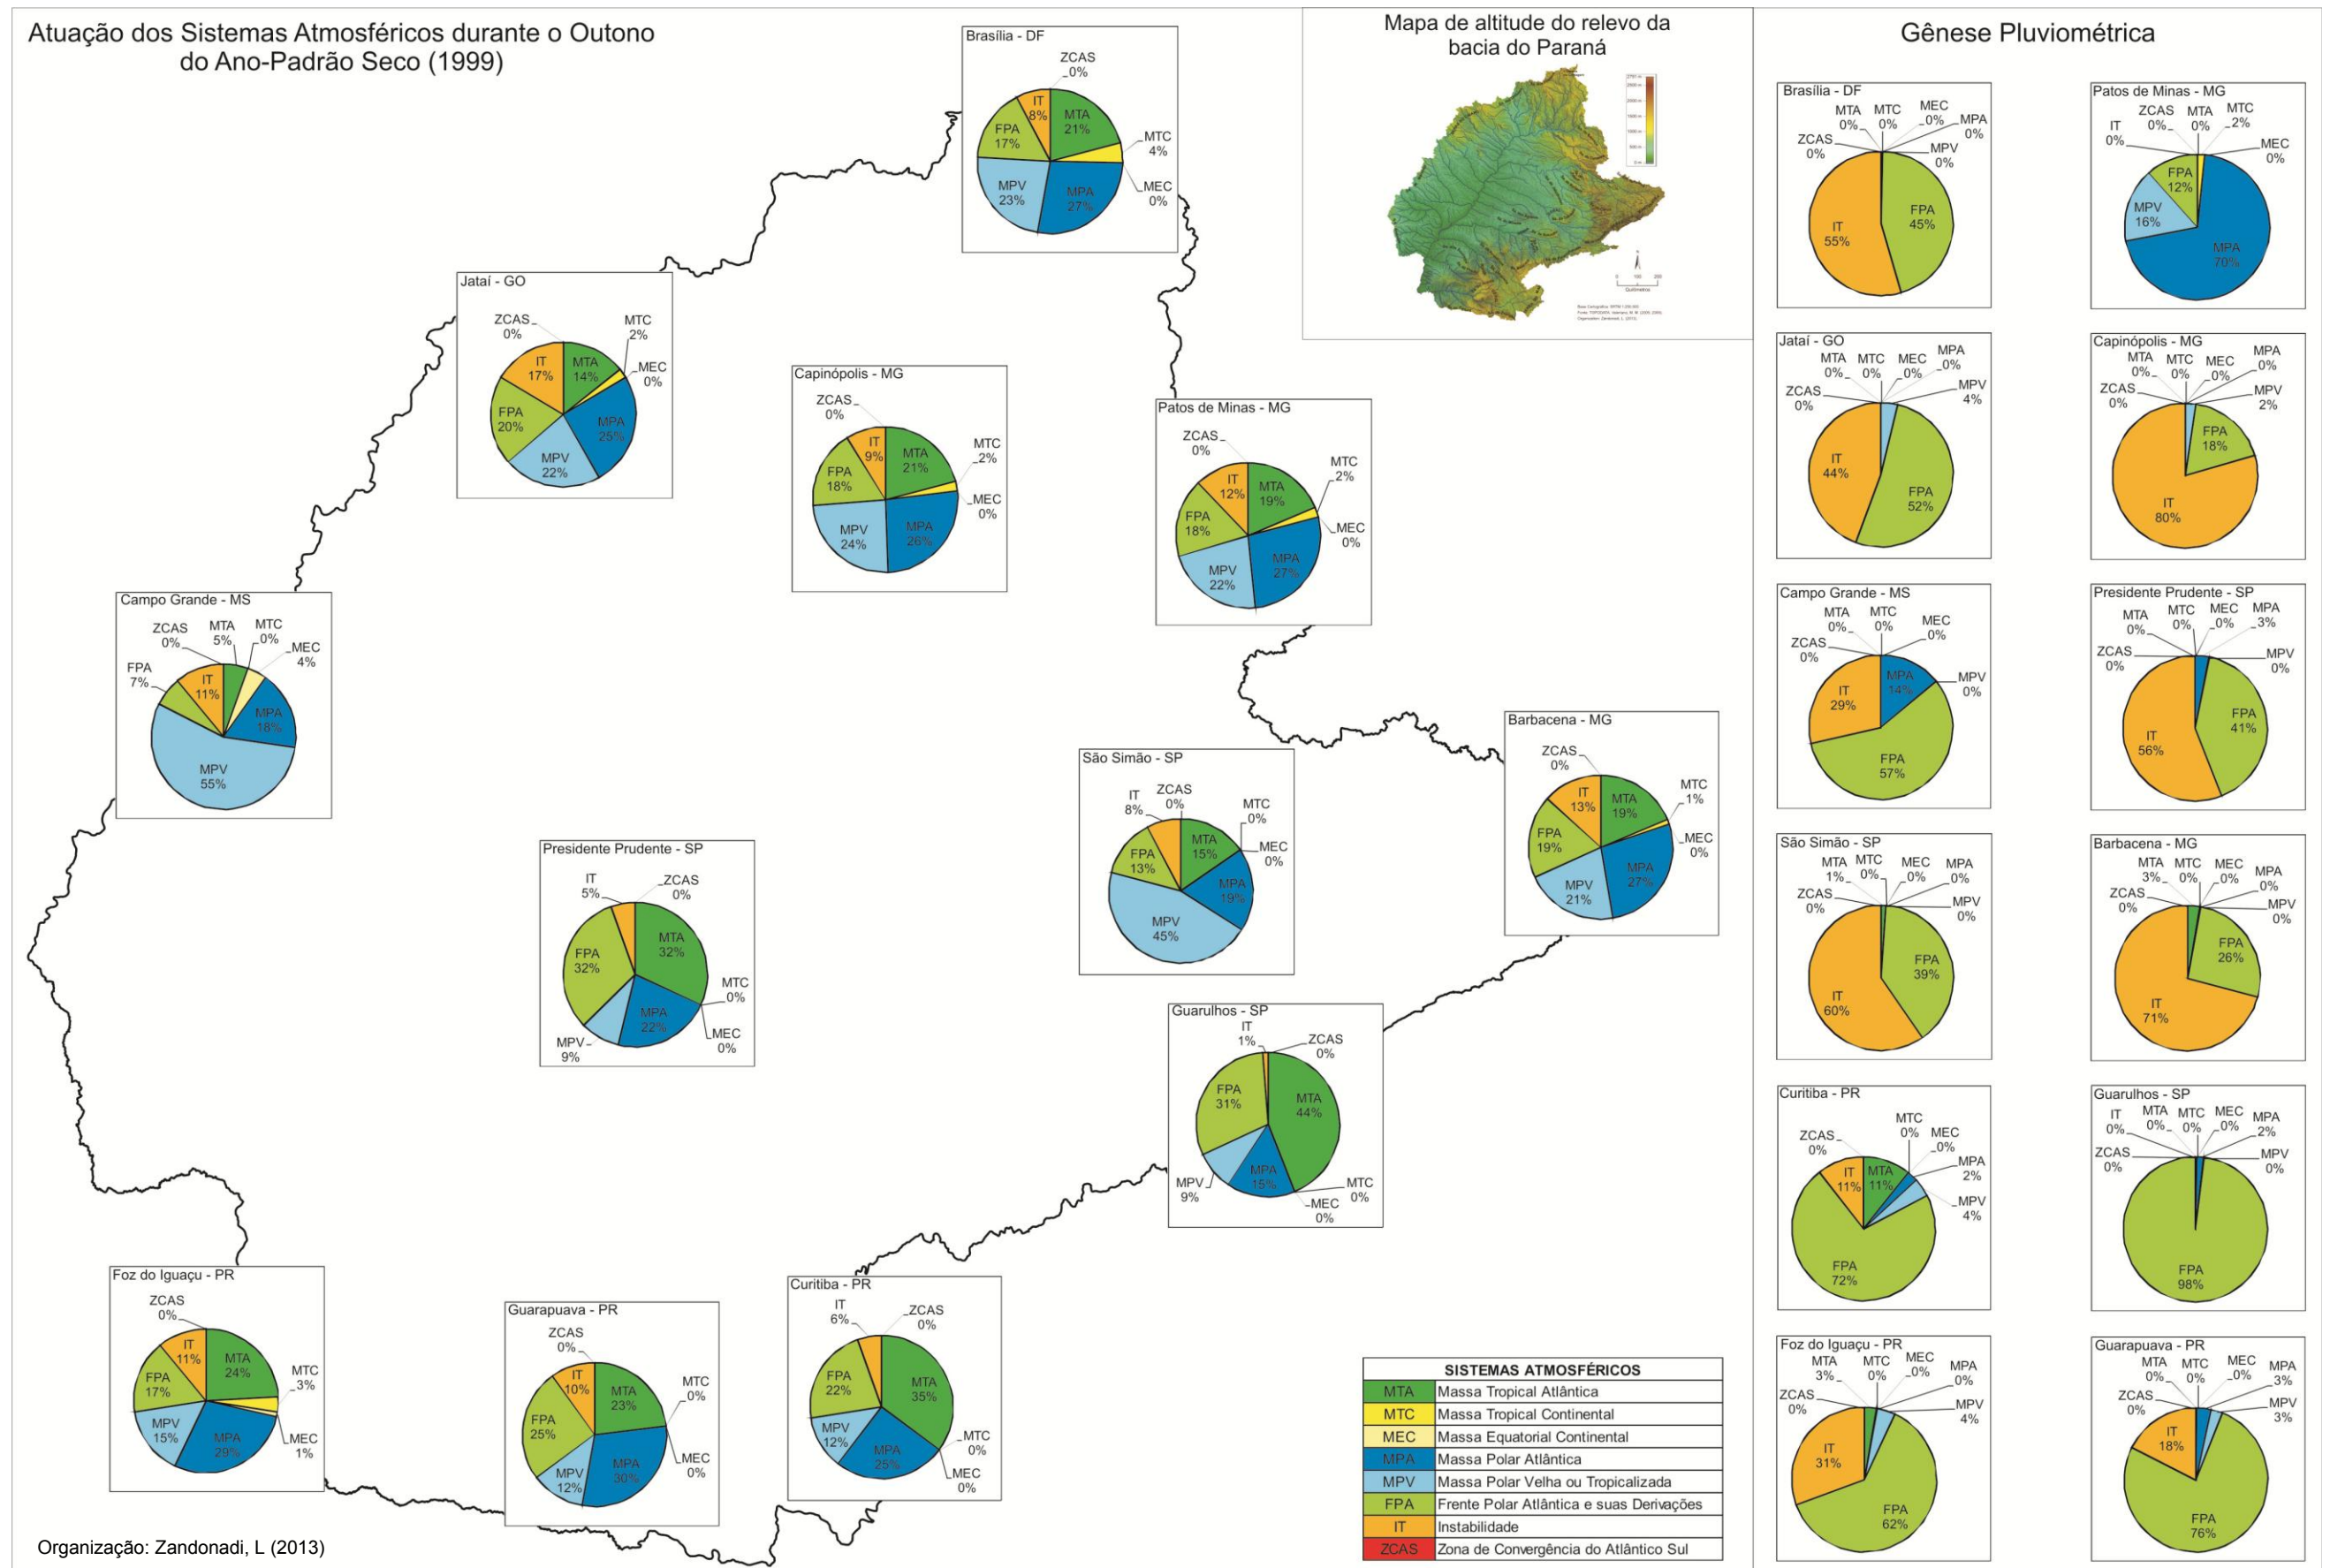 Atuação dos Sistemas Atmosféricos durante o Outono
do Ano-Padrão Seco (1999)
Brasília - DF
ZCAS
0%
IT
8%
MTA
21%
FPA
17%
MTC
4%
MPV
23%
MPA
27%
MEC
0%
Jataí - GO
ZCAS
0%
MTC
2%
IT
17%
MTA
14%
MEC
0%
FPA
20%
MPA
25%
MPV
22%
Capinópolis - MG
ZCAS
0%
IT
9%
MTA
21%
MTC
2%
FPA
18%
MEC
0%
MPV
24%
MPA
26%
Patos de Minas - MG
ZCAS
0%
MTC
2%
IT
12%
MTA
19%
FPA
18%
MEC
0%
MPV
22%
MPA
27%
Campo Grande - MS
ZCAS
0%
MTA
5%
MTC
0%
MEC
4%
FPA
7%
IT
11%
MPA
18%
MPV
55%
Barbacena - MG
ZCAS
0%
MTC
1%
IT
13%
MTA
19%
FPA
19%
MEC
0%
MPV
21%
MPA
27%
São Simão - SP
IT
8%
ZCAS
0%
MTC
0%
MTA
15%
MEC
0%
FPA
13%
MPA
19%
MPV
45%
Presidente Prudente - SP
IT
5%
ZCAS
0%
MTA
32%
FPA
32%
MTC
0%
MPA
22%
MEC
0%
MPV
9%
Guarulhos - SP
IT
1%
ZCAS
0%
FPA
31%
MTA
44%
MPV
9%
MPA
15%
MTC
0%
MEC
0%
Foz do Iguaçu - PR
ZCAS
0%
IT
11%
MTA
24%
MTC
3%
FPA
17%
MPV
15%
MPA
29%
MEC
1%
Guarapuava - PR
ZCAS
0%
IT
10%
MTA
23%
MTC
0%
FPA
25%
MPV
12%
MPA
30%
MEC
0%
Curitiba - PR
IT
6%
ZCAS
0%
FPA
22%
MTA
35%
MPV
12%
MPA
25%
MTC
0%
MEC
0%
Organização: Zandonadi, L (2013)
Mapa de altitude do relevo da
bacia do Paraná
SISTEMAS ATMOSFÉRICOS
MTA Massa Tropical Atlântica
MTC Massa Tropical Continental
MEC Massa Equatorial Continental
MPA Massa Polar Atlântica
MPV Massa Polar Velha ou Tropicalizada
FPA Frente Polar Atlântica e suas Derivações
IT Instabilidade
ZCAS Zona de Convergência do Atlântico Sul
Gênese Pluviométrica
Brasília - DF
MTA
0%
MTC
0%
MEC
0%
MPA
0%
ZCAS
0%
MPV
0%
IT
55%
FPA
45%
Patos de Minas - MG
ZCAS
0%
MTA
0%
MTC
2%
IT
0%
MEC
0%
FPA
12%
MPV
16%
MPA
70%
Jataí - GO
MTA
0%
MTC
0%
MEC
0%
MPA
0%
ZCAS
0%
MPV
4%
IT
44%
FPA
52%
Capinópolis - MG
MTA
0%
MTC
0%
MEC
0%
MPA
0%
ZCAS
0%
MPV
2%
FPA
18%
IT
80%
Campo Grande - MS
MTA
0%
MTC
0%
MEC
0%
ZCAS
0%
MPA
14%
MPV
0%
IT
29%
FPA
57%
Presidente Prudente - SP
MTA
0%
MTC
0%
MEC
0%
MPA
3%
ZCAS
0%
MPV
0%
FPA
41%
IT
56%
São Simão - SP
MTA
1%
MTC
0%
MEC
0%
MPA
0%
ZCAS
0%
MPV
0%
FPA
39%
IT
60%
Barbacena - MG
MTA
3%
MTC
0%
MEC
0%
MPA
0%
ZCAS
0%
MPV
0%
FPA
26%
IT
71%
Curitiba - PR
ZCAS
0%
MTC
0%
MEC
0%
MPA
2%
IT
11%
MTA
11%
MPV
4%
FPA
72%
Guarulhos - SP
IT
0%
MTA
0%
MTC
0%
MEC
0%
MPA
2%
ZCAS
0%
MPV
0%
FPA
98%
Foz do Iguaçu - PR
MTA
3%
MTC
0%
MEC
0%
MPA
0%
ZCAS
0%
MPV
4%
IT
31%
FPA
62%
Guarapuava - PR
MTA
0%
MTC
0%
MEC
0%
MPA
3%
ZCAS
0%
MPV
3%
IT
18%
FPA
76%